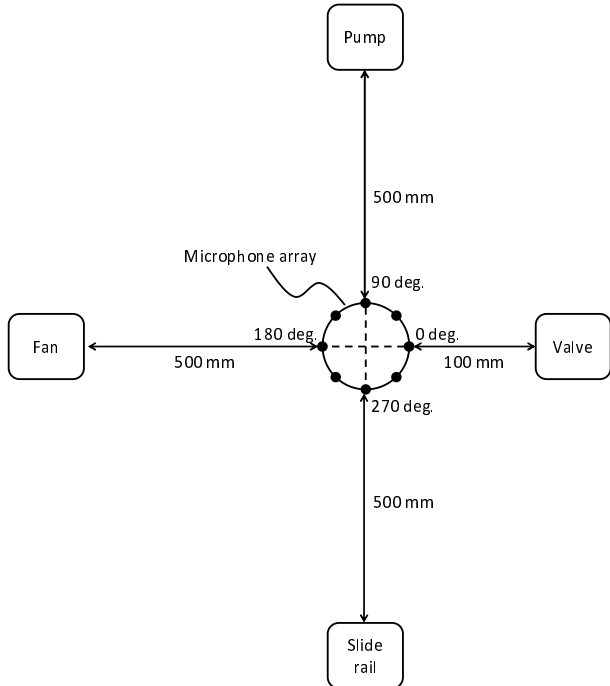 Pump
500 mm
Microphone array
90 deg.
180 deg.
0 deg.
Fan
500 mm
100 mm
Valve
270 deg.
500 mm
Slide
rail